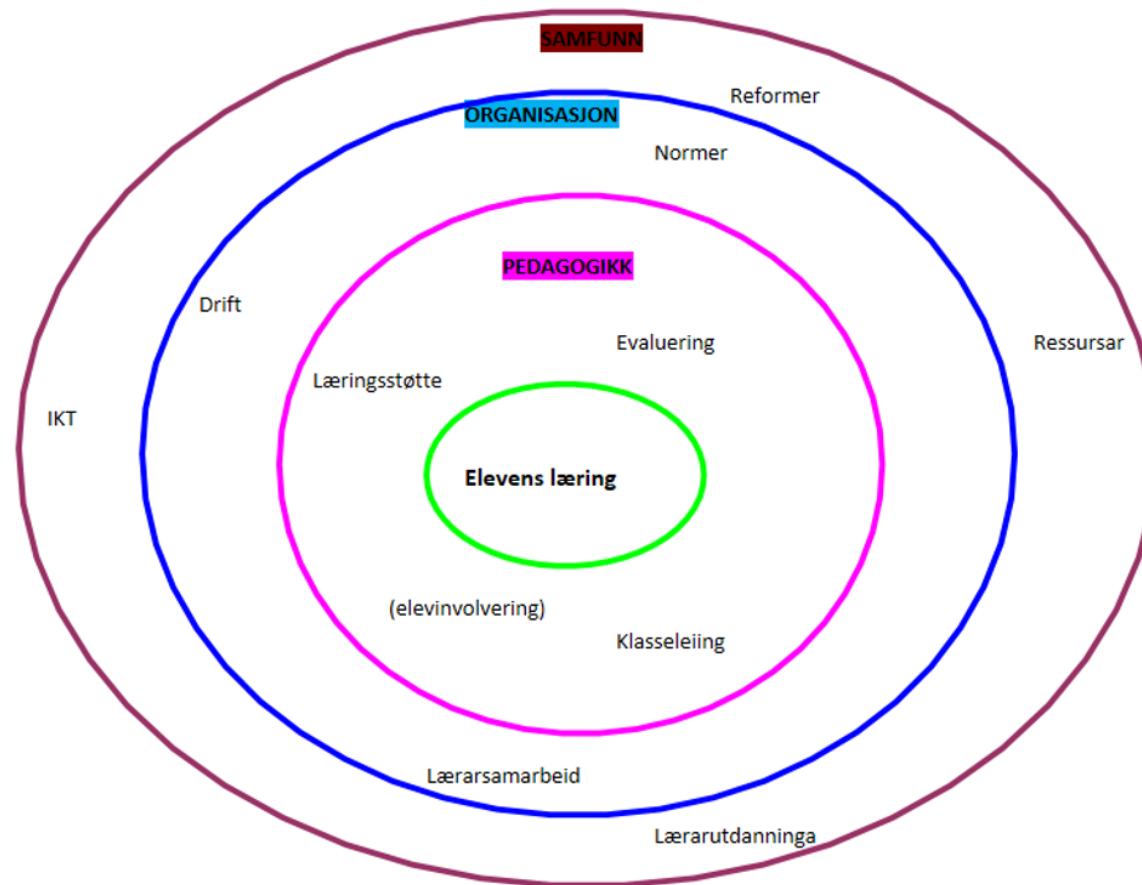 SAMFUNN
Reformer
ORGANISASJON
Normer
PEDAGOGIKK
Drift
Evaluering
Ressursar
Læringsstøtte
IKT
Elevens læring
(elevinvolvering)
Klasseleiing
Lærarsamarbeid
Lærarutdanninga